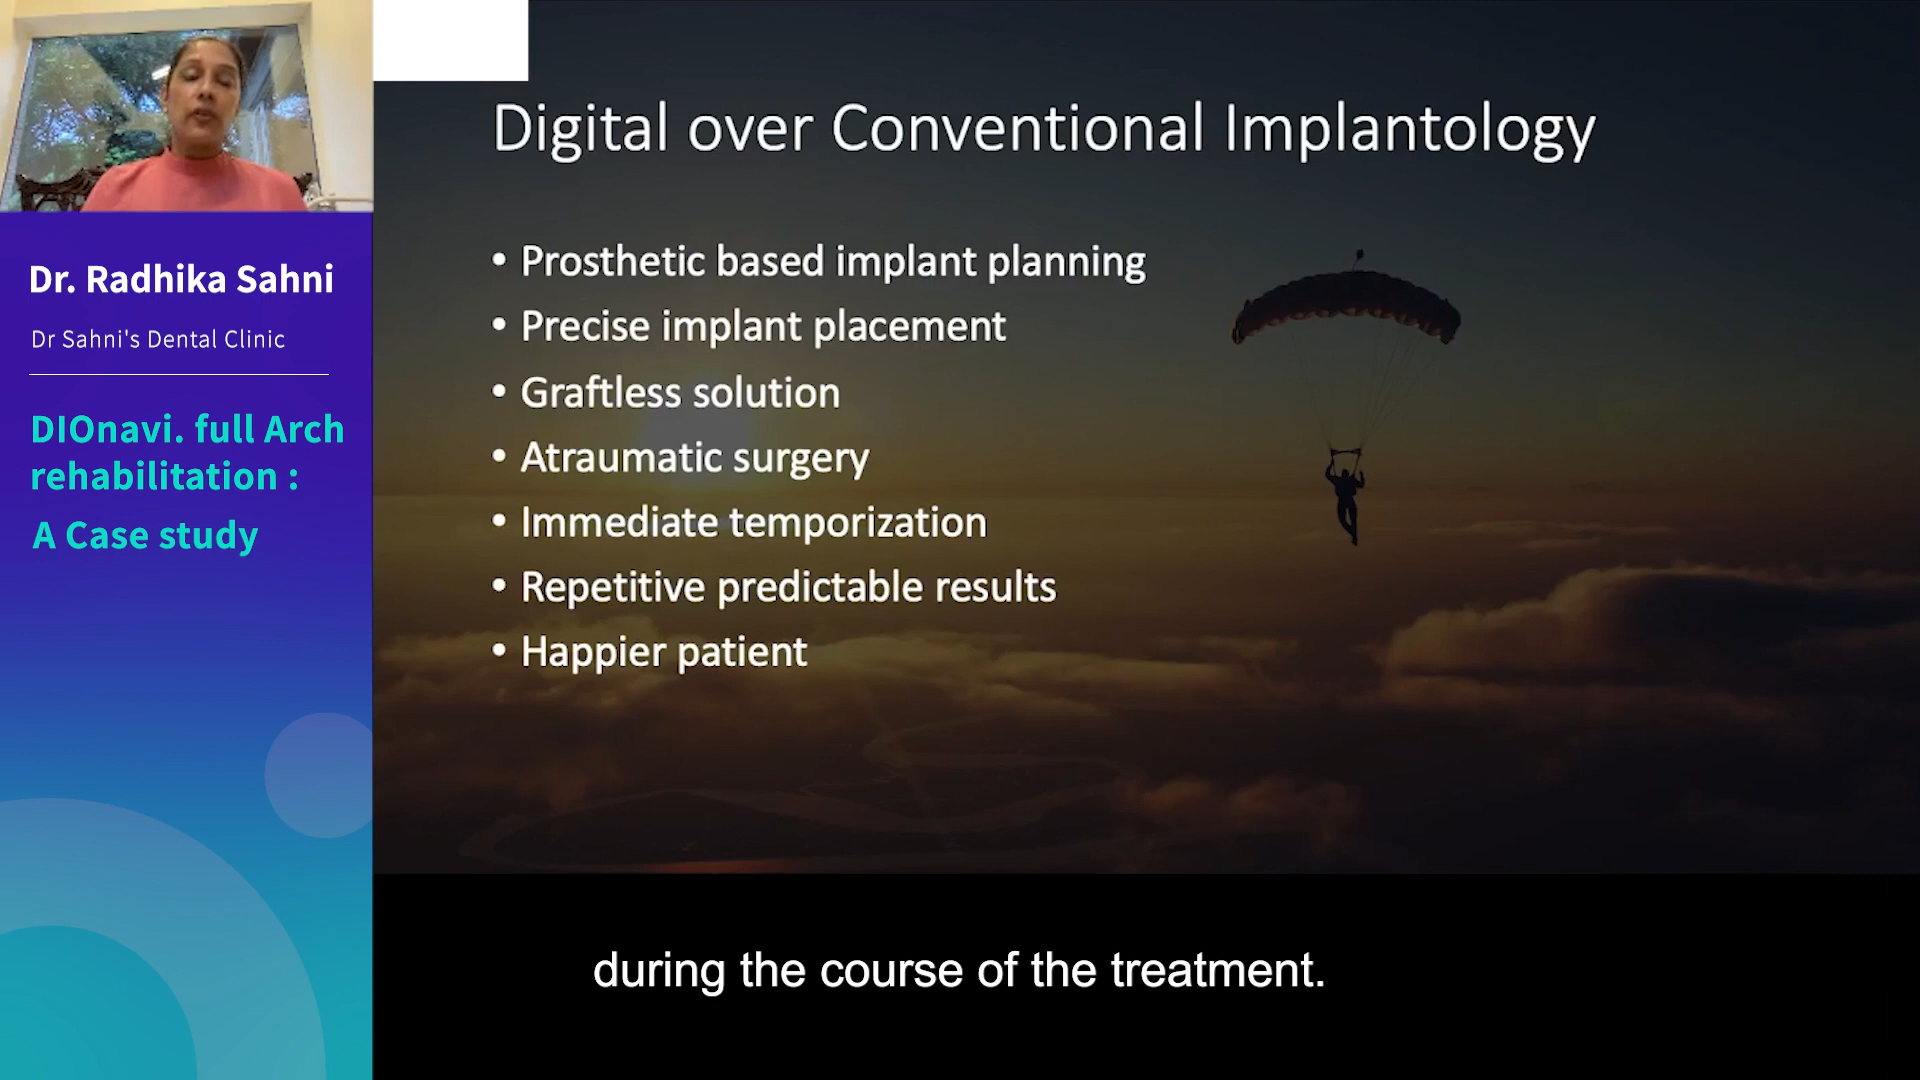 Dr. Radhika Sahni
Dr Sahni's Dental Clinic
DIOnavi. full Arch
rehabilitation :
A Case study
Digital over Conventional Implantology
• Prosthetic based implant planning
• Precise implant placement
• Graftless solution
• Atraumatic surgery
• Immediate temporization
• Repetitive predictable results
• Happier patient
during the course of the treatment.